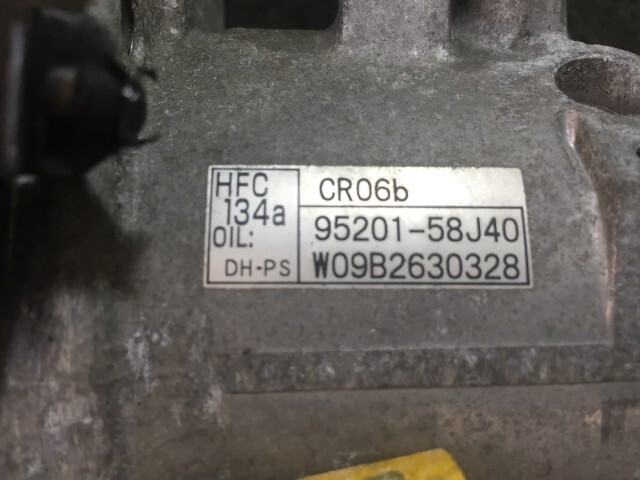 HFC
134a
OIL:
DH-PS
CR06b
95201-58J40
W09B2630328